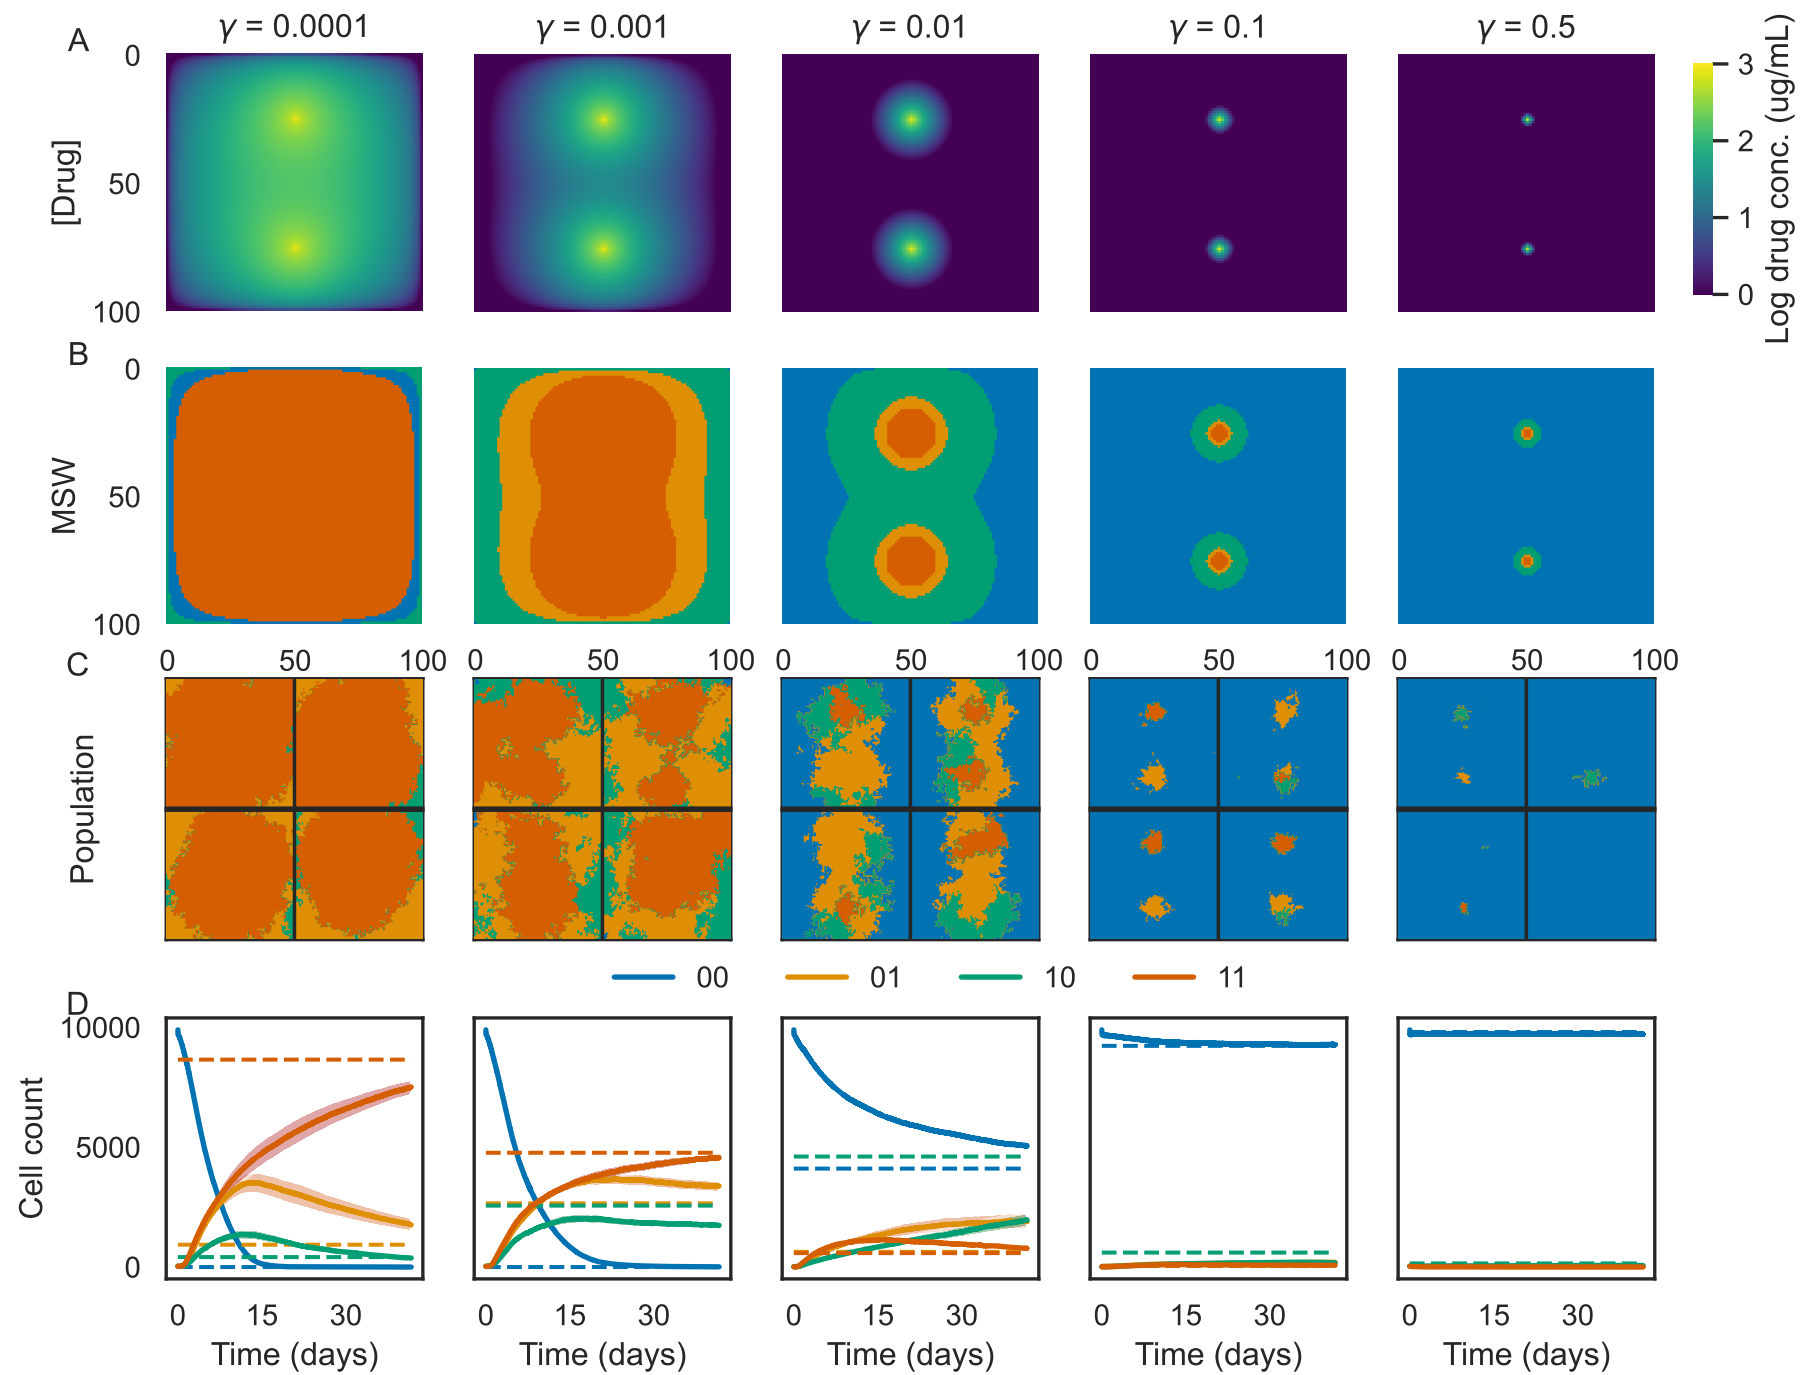 A
γ = 0.0001
γ = 0.001
γ = 0.01
γ = 0.1
γ = 0.5
0
50
100
[Drug]
3
2
1
0
Log drug conc. (ug/mL)
B
0
50
100
MSW
C
0 50 100
0 50 100
0 50 100
0 50 100
0 50 100
Population
00 01 10 11
D
10000
5000
0
Cell count
0 15 30
0 15 30
0 15 30
0 15 30
0 15 30
Time (days)
Time (days)
Time (days)
Time (days)
Time (days)